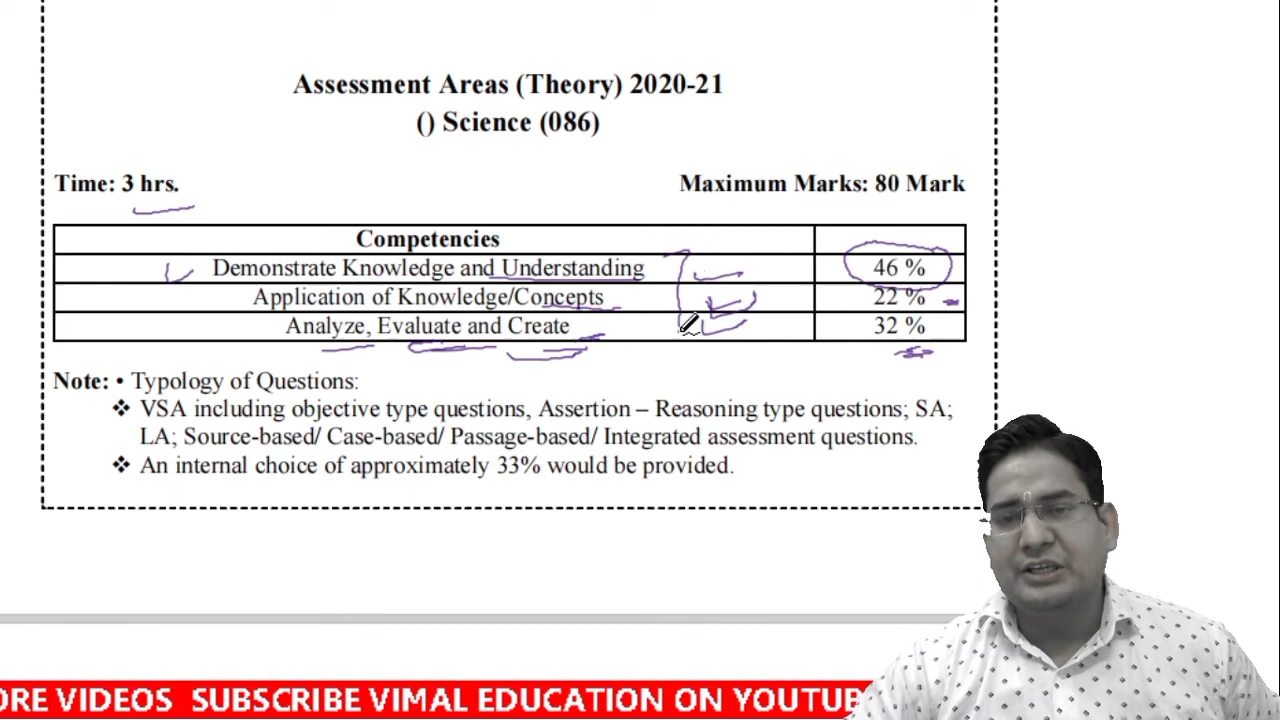 Assessment Areas (Theory) 2020-21
() Science (086)
Time: 3 hrs.
Maximum Marks: 80 Mark
Competencies
Demonstrate Knowledge and Understanding 46 %
Application of Knowledge/Concepts 22 %
Analyze, Evaluate and Create 32 %
Note: • Typology of Questions:
❖ VSA including objective type questions, Assertion – Reasoning type questions; SA;
LA; Source-based/ Case-based/ Passage-based/ Integrated assessment questions.
❖ An internal choice of approximately 33% would be provided.
ORE VIDEOS SUBSCRIBE VIMAL EDUCATION ON YOUTUB